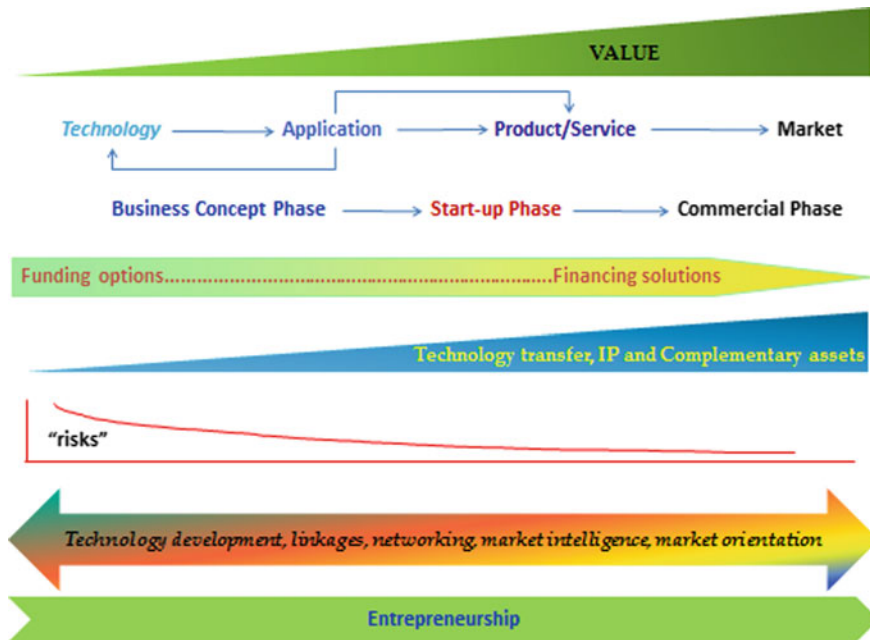 VALUE
Technology Application Product/Service Market
Business Concept Phase Start-up Phase Commercial Phase
Funding options……………………………………………………………………………..Financing solutions
Technology transfer, IP and Complementary assets
“risks”
Technology development, linkages, networking, market intelligence, market orientation
Entrepreneurship